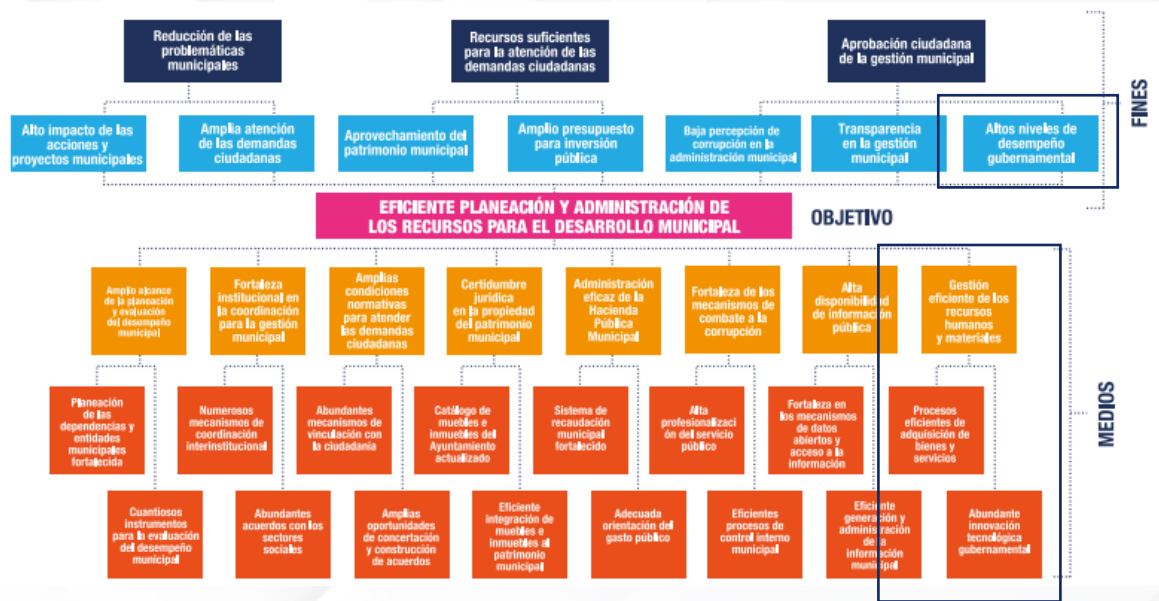 Reducción de las
problemáticas
municipales
Recursos suficientes
para la atención de las
demandas ciudadanas
Aprobación ciudadana
de la gestión municipal
FINES
Alto impacto de las
acciones y
proyectos municipales
Amplia atención
de las demandas
ciudadanas
Aprovechamiento del
patrimonio municipal
Amplio presupuesto
para inversión
pública
Baja percepción de
corrupción en la
administración municipal
Transparencia
en la gestión
municipal
Altos niveles de
desempeño
gubernamental
EFICIENTE PLANEACIÓN Y ADMINISTRACIÓN DE
LOS RECURSOS PARA EL DESARROLLO MUNICIPAL
OBJETIVO
Amplio alcance
de la planeación
y evaluación
del desempeño
municipal
Fortaleza
institucional en
la coordinación
para la gestión
municipal
Amplias
condiciones
normativas para
atender
las demandas
ciudadanas
Certidumbre
jurídica
en la propiedad
del patrimonio
municipal
Administración
eficaz de la
Hacienda
Pública
Municipal
Fortaleza de los
mecanismos de
combate a la
corrupción
Alta
disponibilidad
de información
pública
Gestión
eficiente de los
recursos
humanos
y materiales
MEDIOS
Planeación
de las
dependencias y
entidades
municipales
fortalecida
Numerosos
mecanismos de
coordinación
interinstitucional
Abundantes
mecanismos de
vinculación con
la ciudadanía
Catálogo de
muebles e
inmuebles del
Ayuntamiento
actualizado
Sistema de
recaudación
municipal
fortalecido
Alta
profesionalizaci
ón del servicio
público
Fortaleza en
los mecanismos
de datos
abiertos y
acceso a la
información
Procesos
eficientes de
adquisición de
bienes y
servicios
Cuantiosos
instrumentos
para la evaluación
del desempeño
municipal
Abundantes
acuerdos con los
sectores
sociales
Amplias
oportunidades
de concertación
y construcción
de acuerdos
Eficiente
integración de
muebles e
inmuebles al
patrimonio
municipal
Adecuada
orientación del
gasto público
Eficientes
procesos de
control interno
municipal
Eficiente
generación y
administración
de la
información
municipal
Abundante
innovación
tecnológica
gubernamental